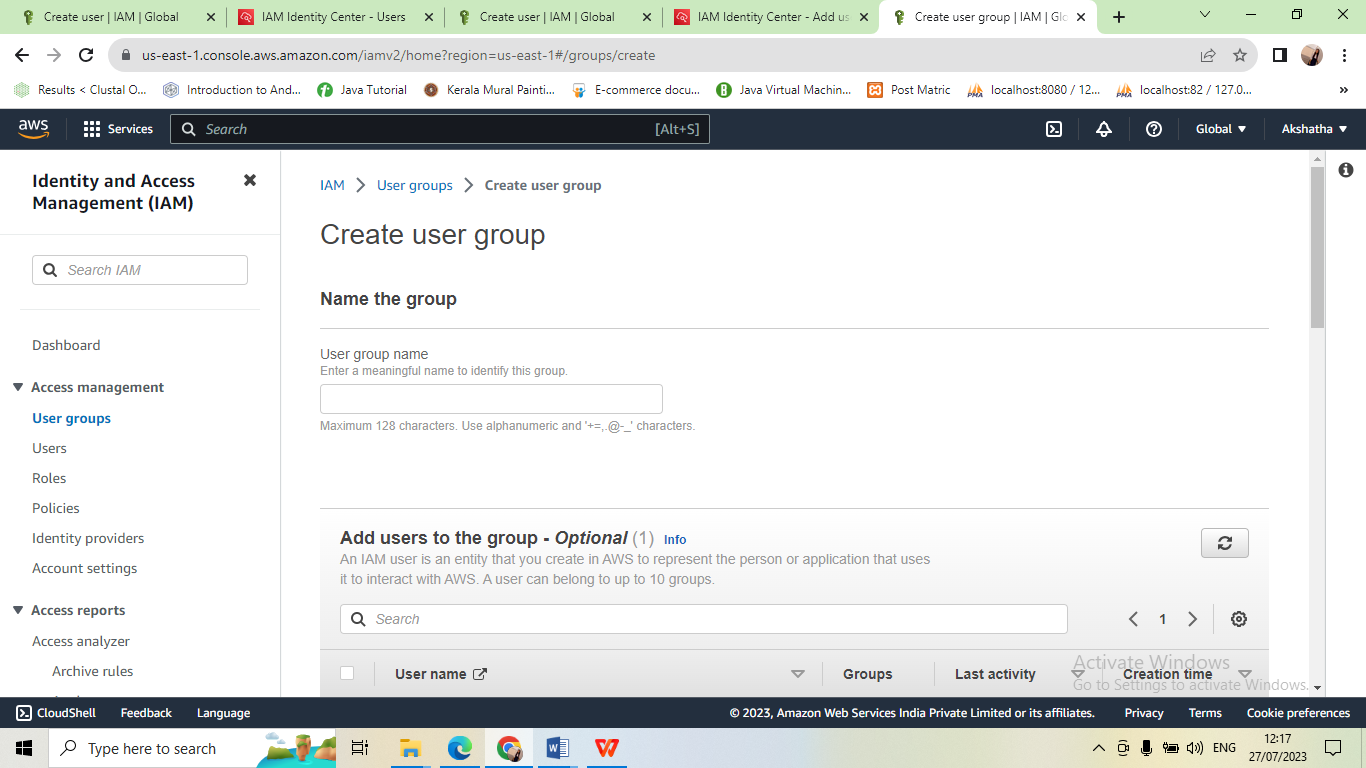 Create user | IAM | Global
IAM Identity Center - Users
Create user | IAM | Global
IAM Identity Center - Add us
Create user group | IAM | Glo
us-east-1.console.aws.amazon.com/iamv2/home?region=us-east-1#/groups/create
Results < Clustal O...
Introduction to And...
Java Tutorial
Kerala Mural Painti...
E-commerce docu...
Java Virtual Machin...
Post Matric
localhost:8080 / 12...
localhost:82 / 127.0...
aws
Services
Search
[Alt+S]
Global
Akshatha
Identity and Access
Management (IAM)
Search IAM
Dashboard
Access management
User groups
Users
Roles
Policies
Identity providers
Account settings
Access reports
Access analyzer
Archive rules
IAM
User groups
Create user group
Create user group
Name the group
User group name
Enter a meaningful name to identify this group.
Maximum 128 characters. Use alphanumeric and '+=,.@-_' characters.
Add users to the group - Optional (1) Info
An IAM user is an entity that you create in AWS to represent the person or application that uses
it to interact with AWS. A user can belong to up to 10 groups.
Search
1
User name
Groups
Last activity
Creation time
Activate Windows
Go to Settings to activate Windows.
CloudShell
Feedback
Language
© 2023, Amazon Web Services India Private Limited or its affiliates.
Privacy
Terms
Cookie preferences
Type here to search
ENG
12:17
27/07/2023